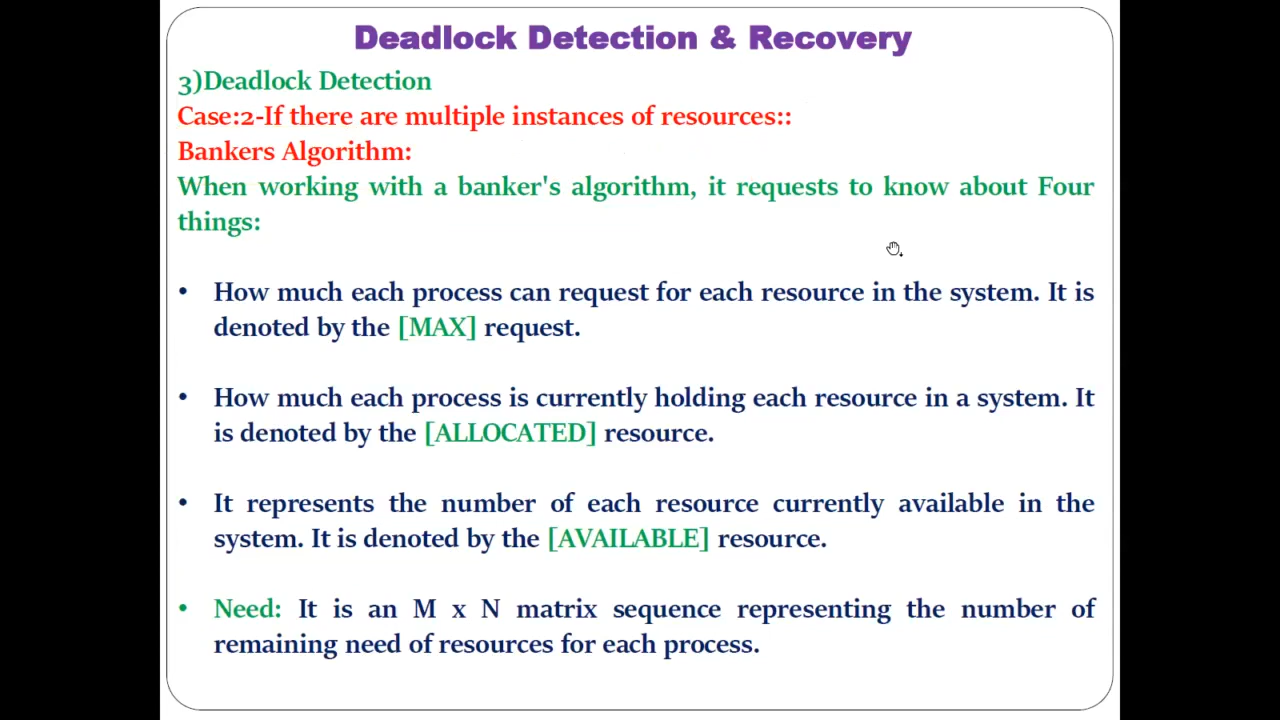 Deadlock Detection & Recovery
3)Deadlock Detection
Case:2-If there are multiple instances of resources::
Bankers Algorithm:
When working with a banker's algorithm, it requests to know about Four
things:
• How much each process can request for each resource in the system. It is
denoted by the [MAX] request.
• How much each process is currently holding each resource in a system. It
is denoted by the [ALLOCATED] resource.
• It represents the number of each resource currently available in the
system. It is denoted by the [AVAILABLE] resource.
• Need: It is an M x N matrix sequence representing the number of
remaining need of resources for each process.